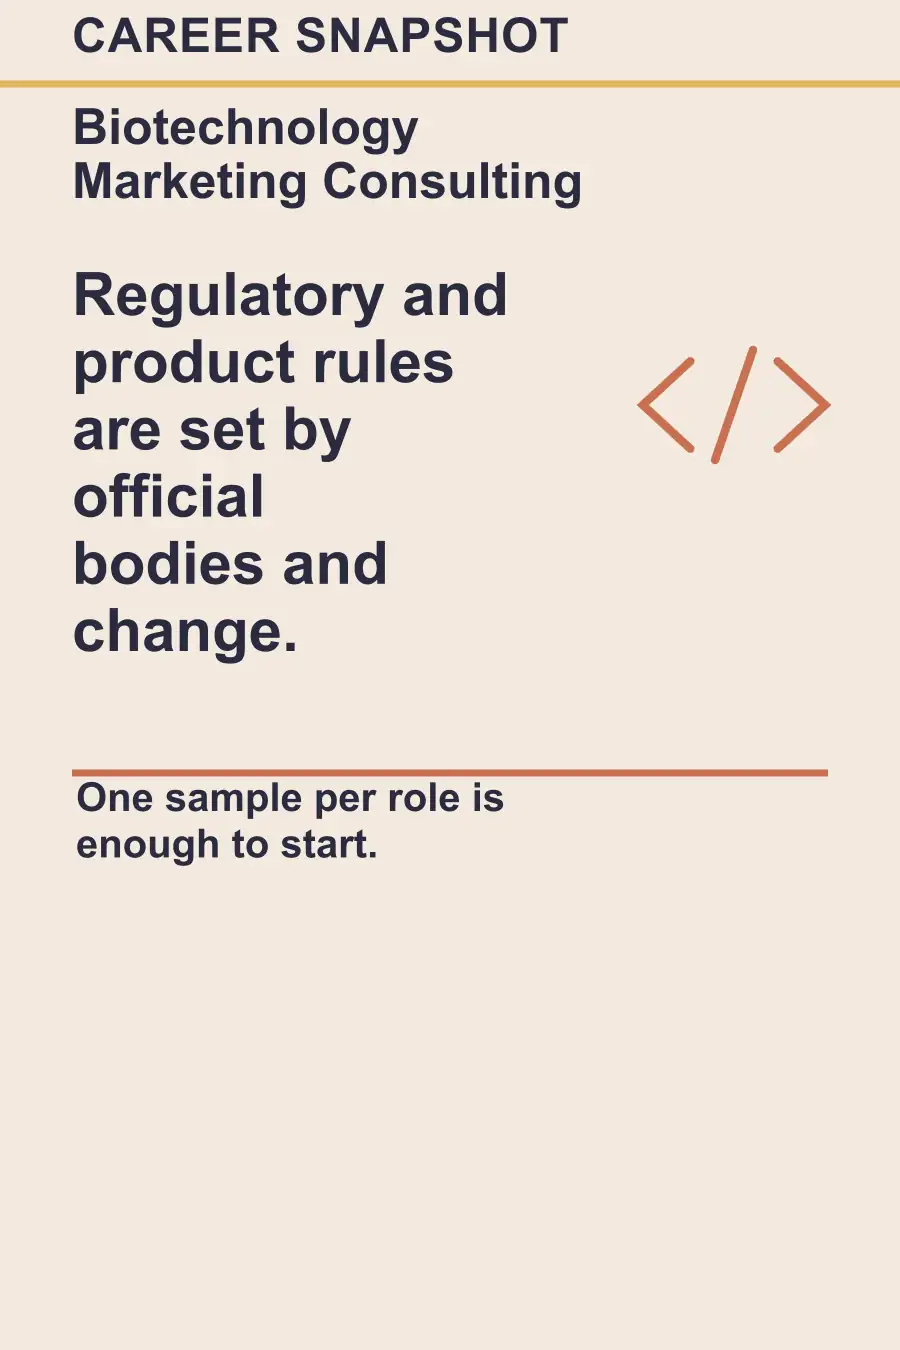 CAREER SNAPSHOT
Biotechnology
Marketing Consulting
Regulatory and
product rules
are set by
official
bodies and
change.
</>
One sample per role is
enough to start.